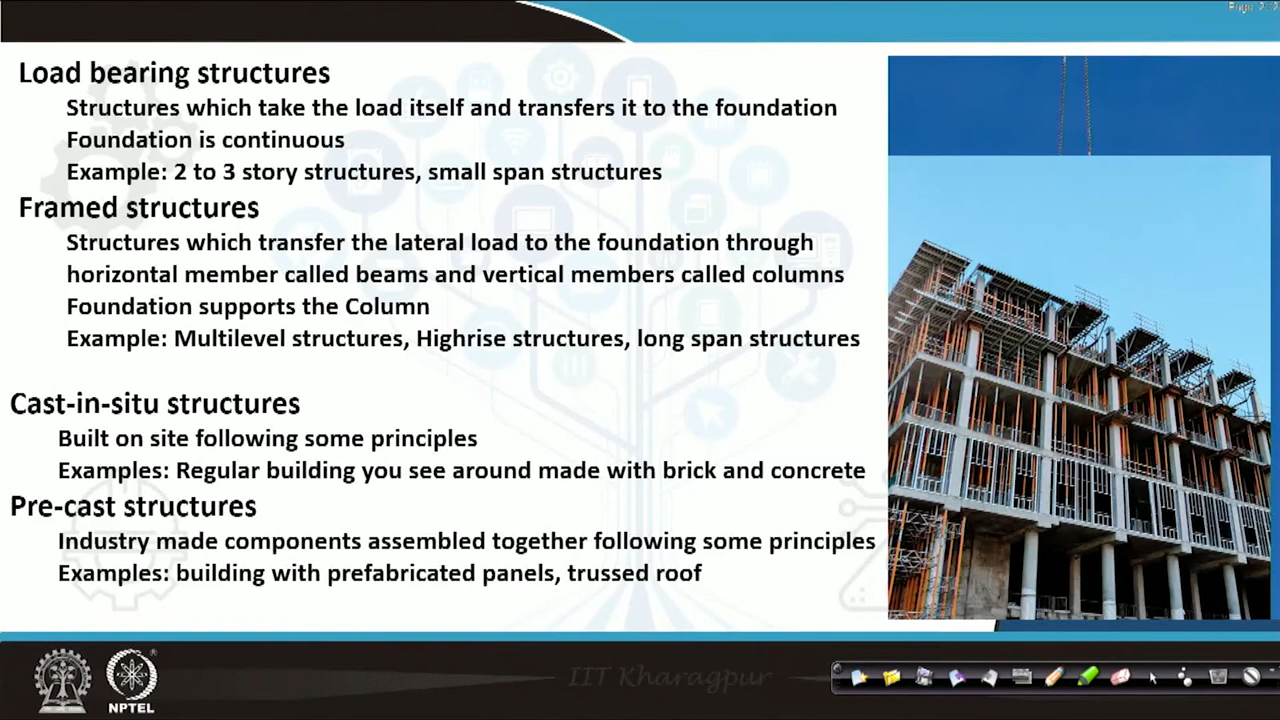 Load bearing structures
Structures which take the load itself and transfers it to the foundation
Foundation is continuous
Example: 2 to 3 story structures, small span structures
Framed structures
Structures which transfer the lateral load to the foundation through
horizontal member called beams and vertical members called columns
Foundation supports the Column
Example: Multilevel structures, Highrise structures, long span structures
Cast-in-situ structures
Built on site following some principles
Examples: Regular building you see around made with brick and concrete
Pre-cast structures
Industry made components assembled together following some principles
Examples: building with prefabricated panels, trussed roof
IIT Kharagpur
NPTEL